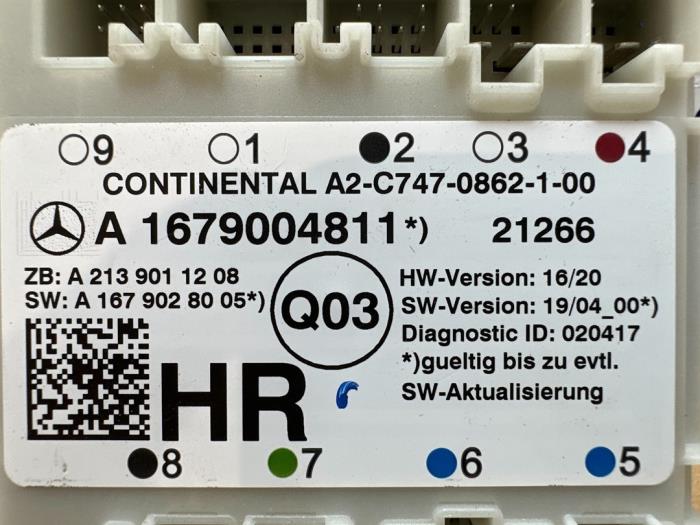 9 1 2 3 4
CONTINENTAL A2-C747-0862-1-00
A 1679004811*) 21266
ZB: A 213 901 12 08
SW: A 167 902 80 05*)
Q03
HW-Version: 16/20
SW-Version: 19/04_00*)
Diagnostic ID: 020417
*)gueltig bis zu evtl.
SW-Aktualisierung
HR
8 7 6 5